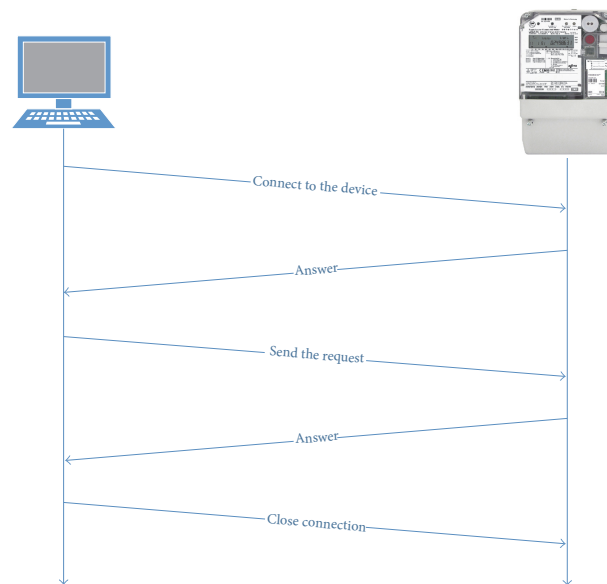 Connect to the device
Answer
Send the request
Answer
Close connection